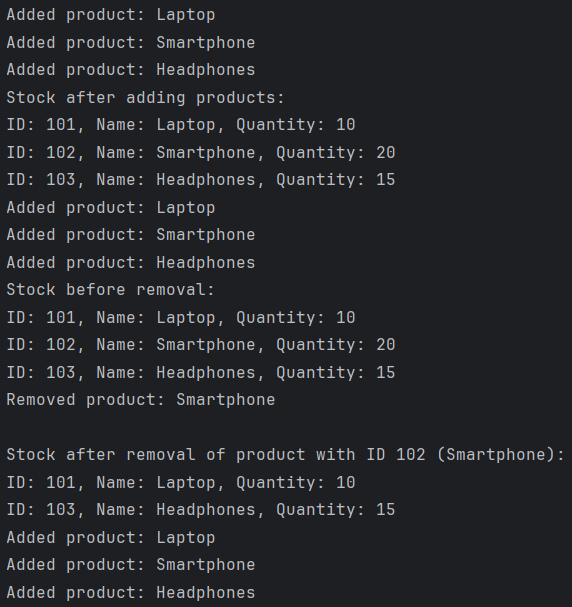 Added product: Laptop
Added product: Smartphone
Added product: Headphones
Stock after adding products:
ID: 101, Name: Laptop, Quantity: 10
ID: 102, Name: Smartphone, Quantity: 20
ID: 103, Name: Headphones, Quantity: 15
Added product: Laptop
Added product: Smartphone
Added product: Headphones
Stock before removal:
ID: 101, Name: Laptop, Quantity: 10
ID: 102, Name: Smartphone, Quantity: 20
ID: 103, Name: Headphones, Quantity: 15
Removed product: Smartphone

Stock after removal of product with ID 102 (Smartphone):
ID: 101, Name: Laptop, Quantity: 10
ID: 103, Name: Headphones, Quantity: 15
Added product: Laptop
Added product: Smartphone
Added product: Headphones